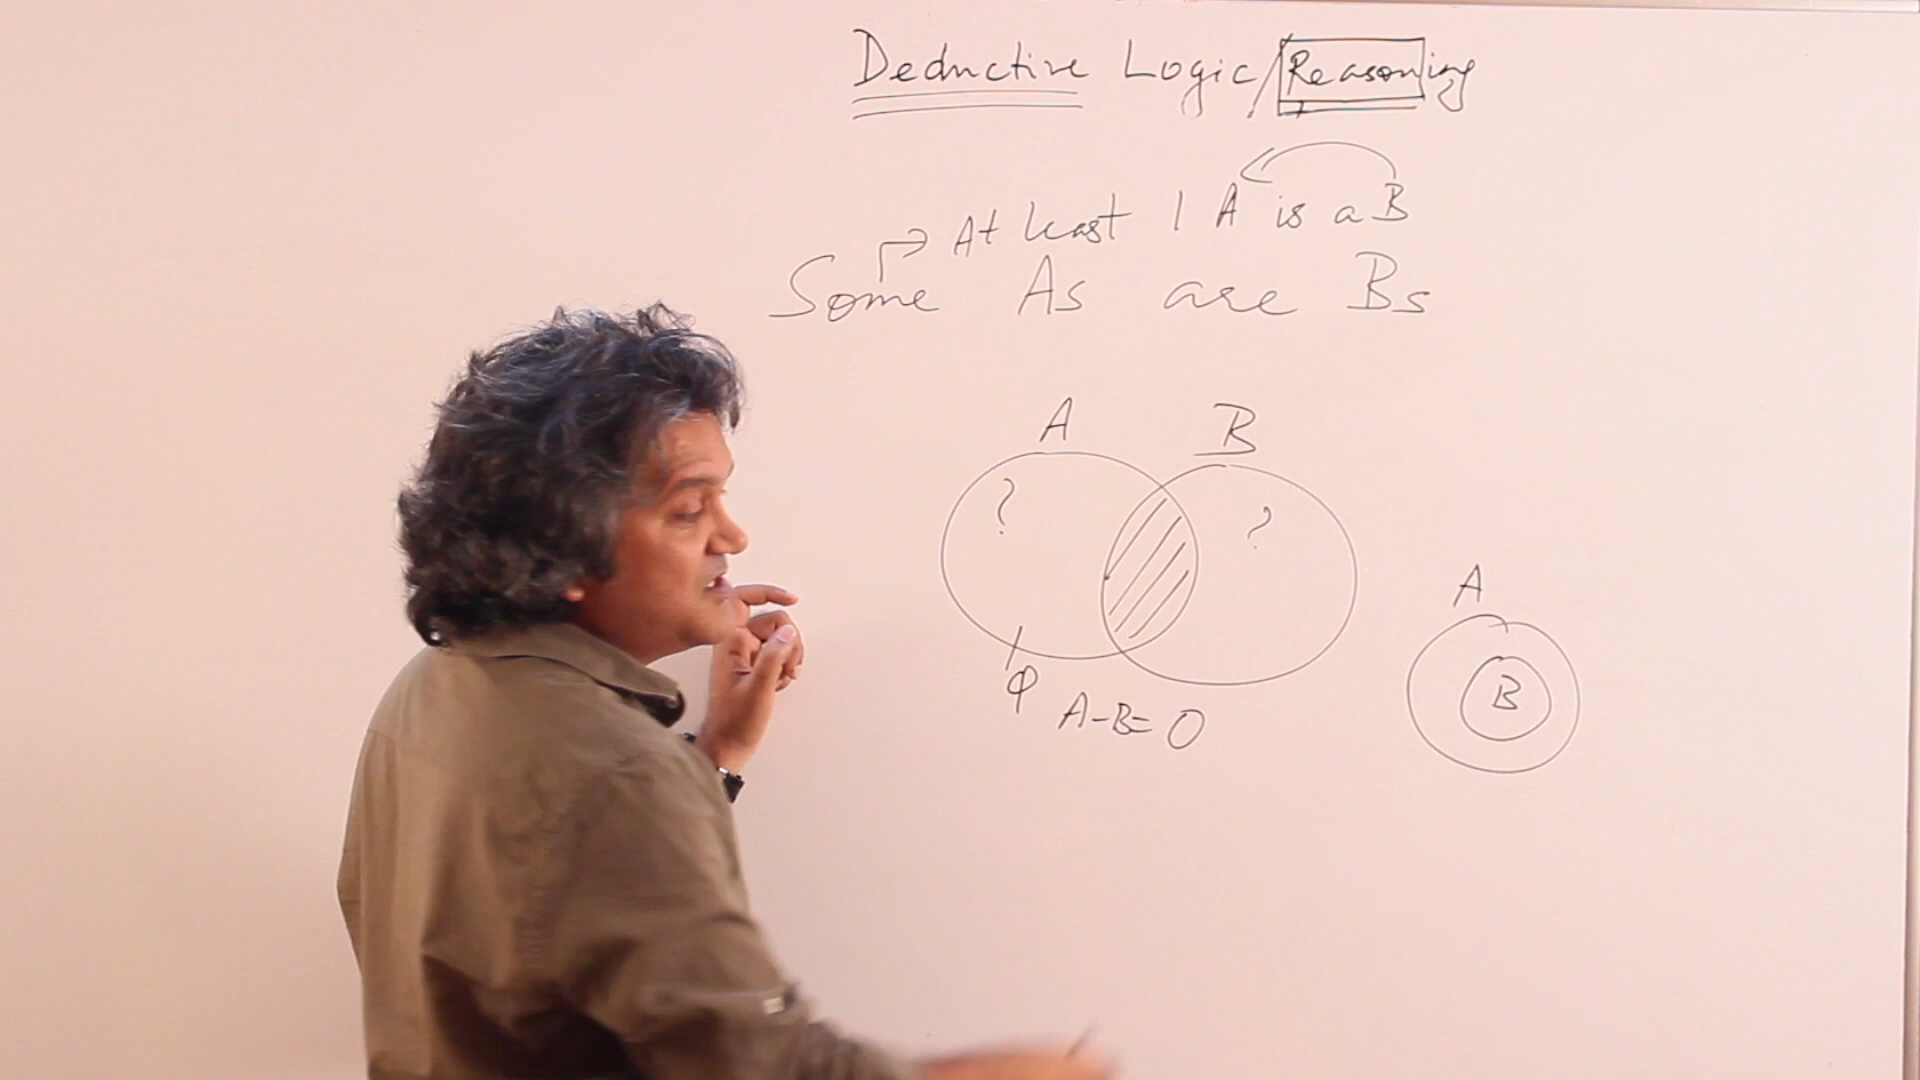 Deductive Logic/Reasoning
At least 1 A is a B
Some As are Bs
A B
? ?
A
B
φ A-B= 0